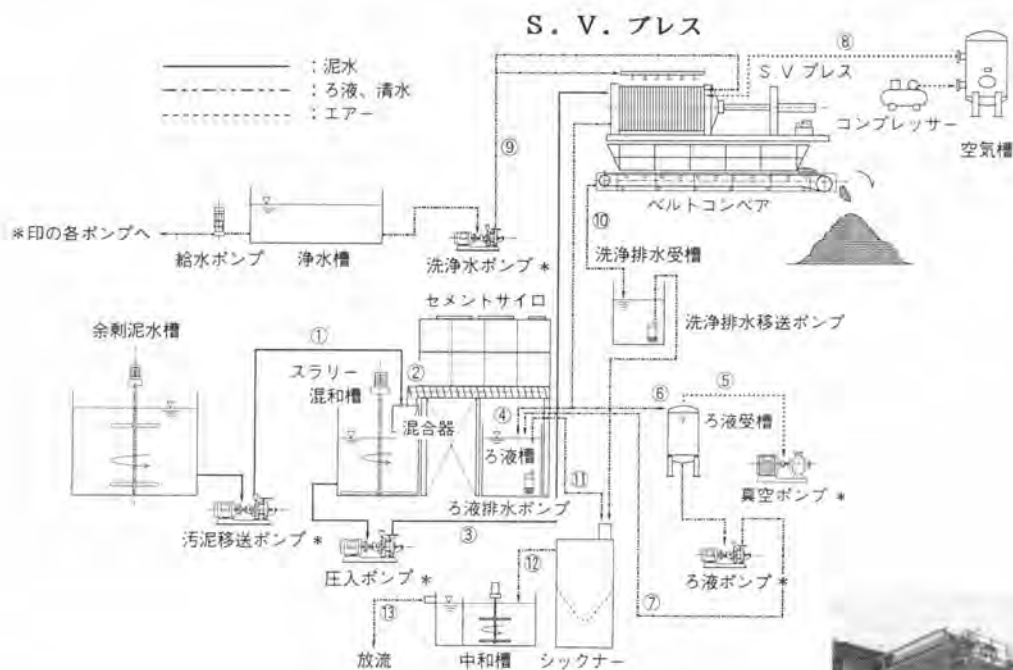 S．V．プレス
：泥水
：ろ液、清水
：エアー
⑧
ＳＶプレス
コンプレッサー
空気槽
⑨
ベルトコンベア
⑩
＊印の各ポンプへ
給水ポンプ
浄水槽
洗浄水ポンプ＊
洗浄排水受槽
洗浄排水移送ポンプ
セメントサイロ
余剰泥水槽
①
スラリー
混和槽
②
混合器
④
ろ液槽
⑤
⑥
ろ液受槽
真空ポンプ＊
ろ液排水ポンプ
⑪
汚泥移送ポンプ＊
③
圧入ポンプ＊
⑫
ろ液ポンプ＊
⑦
⑬
放流
中和槽
シックナー